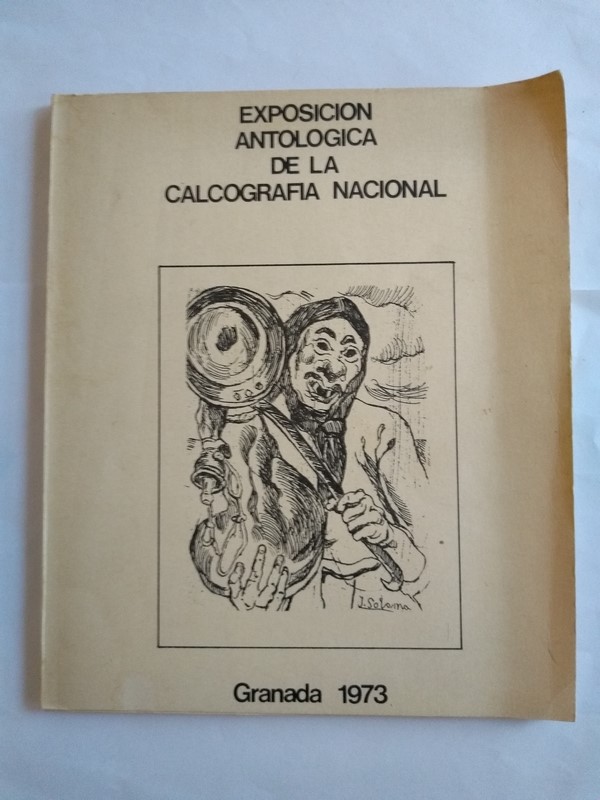 EXPOSICION
ANTOLOGICA
DE LA
CALCOGRAFIA NACIONAL
J. Solana
Granada 1973